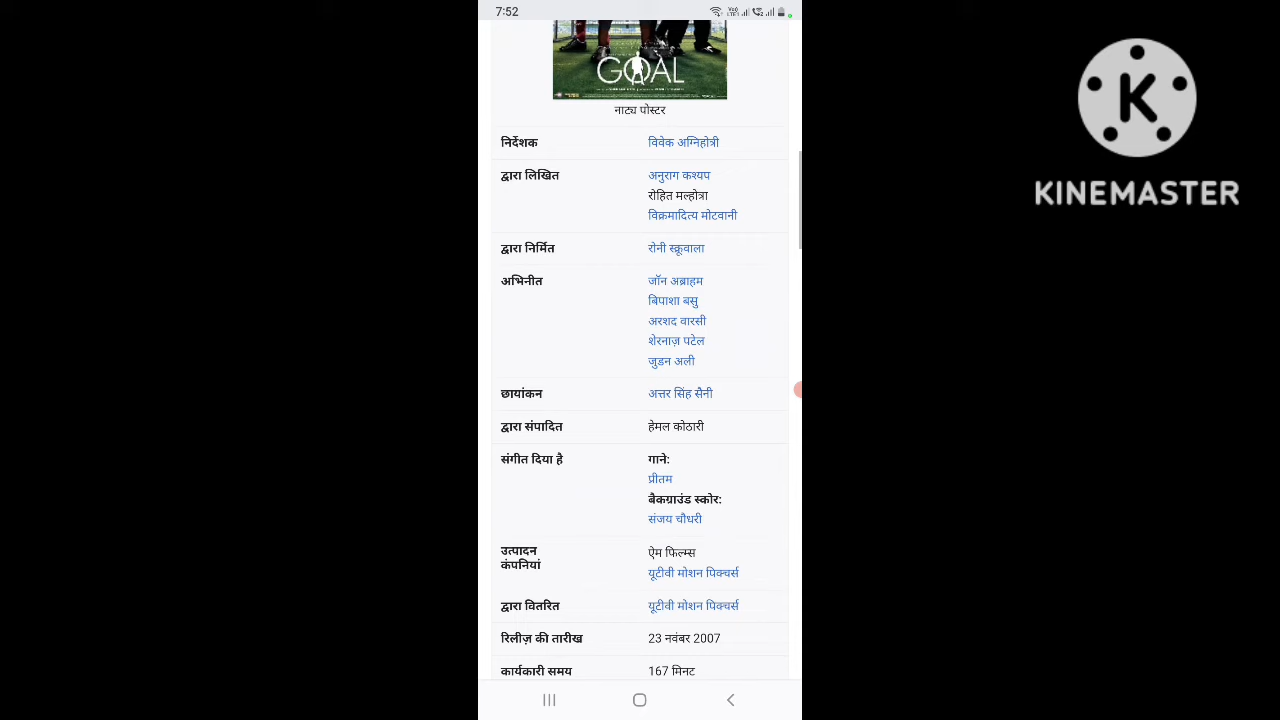 7:52
GOAL
नाट्य पोस्टर
निर्देशक
विवेक अग्निहोत्री
द्वारा लिखित
अनुराग कश्यप
रोहित मल्होत्रा
विक्रमादित्य मोटवानी
द्वारा निर्मित
रोनी स्क्रूवाला
अभिनीत
जॉन अब्राहम
बिपाशा बसु
अरशद वारसी
शेरनाज़ पटेल
जुडन अली
छायांकन
अत्तर सिंह सैनी
द्वारा संपादित
हेमल कोठारी
संगीत दिया है
गाने:
प्रीतम
बैकग्राउंड स्कोर:
संजय चौधरी
उत्पादन
कंपनियां
ऐम फिल्म्स
यूटीवी मोशन पिक्चर्स
द्वारा वितरित
यूटीवी मोशन पिक्चर्स
रिलीज़ की तारीख
23 नवंबर 2007
कार्यकारी समय
167 मिनट
K
KINEMASTER